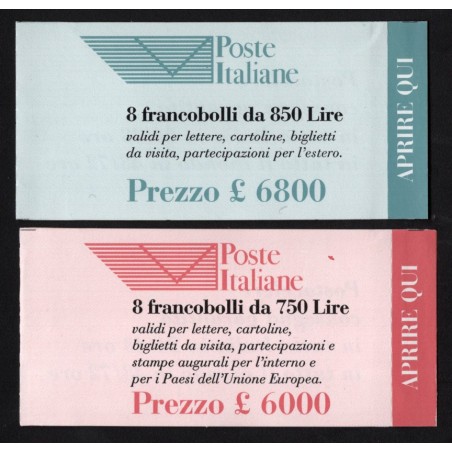 Poste
Italiane
8 francobolli da 850 Lire
validi per lettere, cartoline, biglietti
da visita, partecipazioni per l'estero.
Prezzo £ 6800
APRIRE QUI
Poste
Italiane
8 francobolli da 750 Lire
validi per lettere, cartoline,
biglietti da visita, partecipazioni e
stampe augurali per l'interno e
per i Paesi dell'Unione Europea.
Prezzo £ 6000
APRIRE QUI